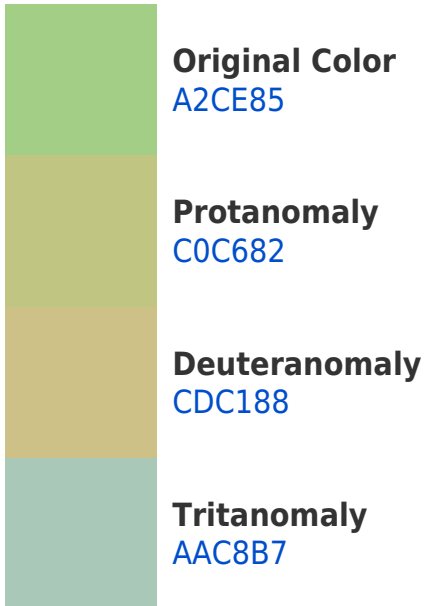 Original Color
A2CE85
Protanomaly
C0C682
Deuteranomaly
CDC188
Tritanomaly
AAC8B7